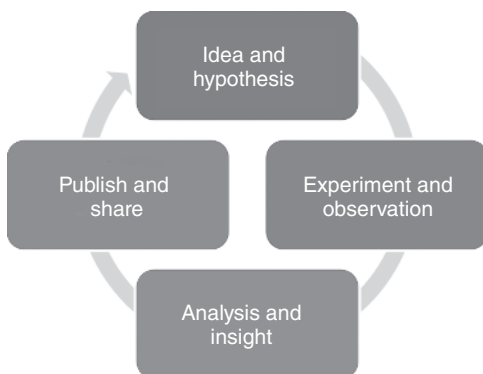 Idea and
hypothesis
Experiment and
observation
Analysis and
insight
Publish and
share